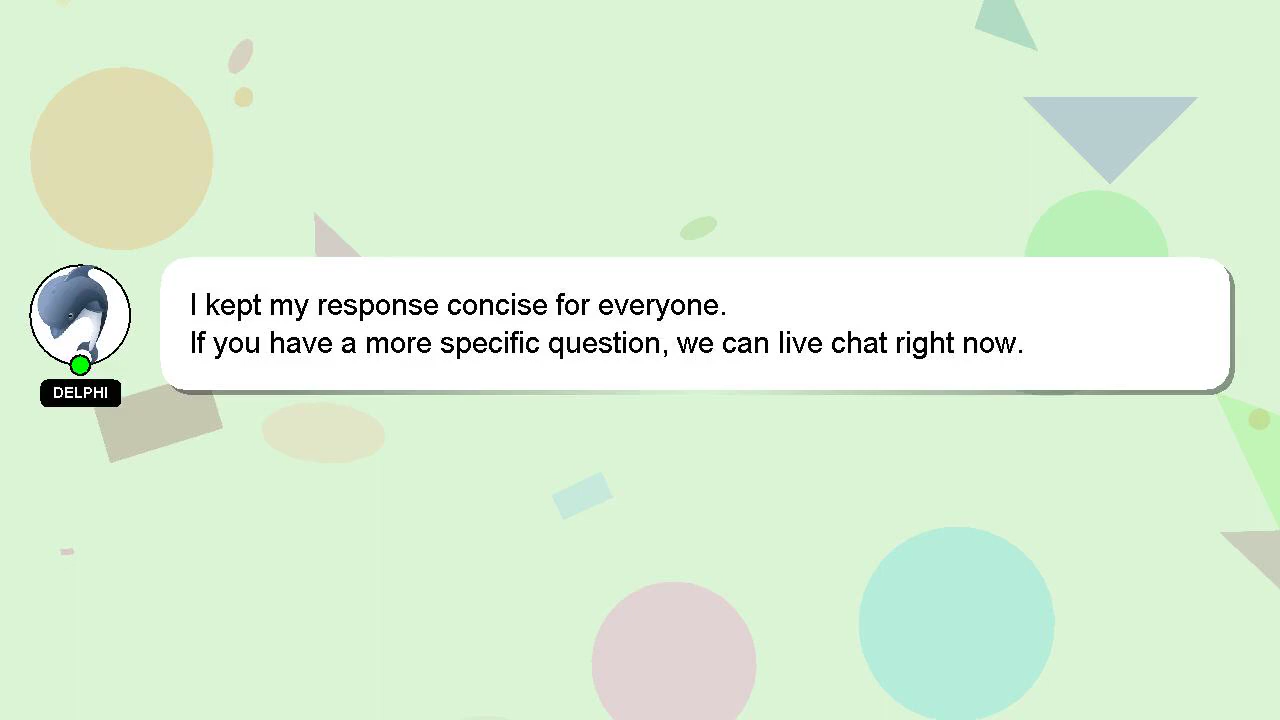 I kept my response concise for everyone.
If you have a more specific question, we can live chat right now.
DELPHI